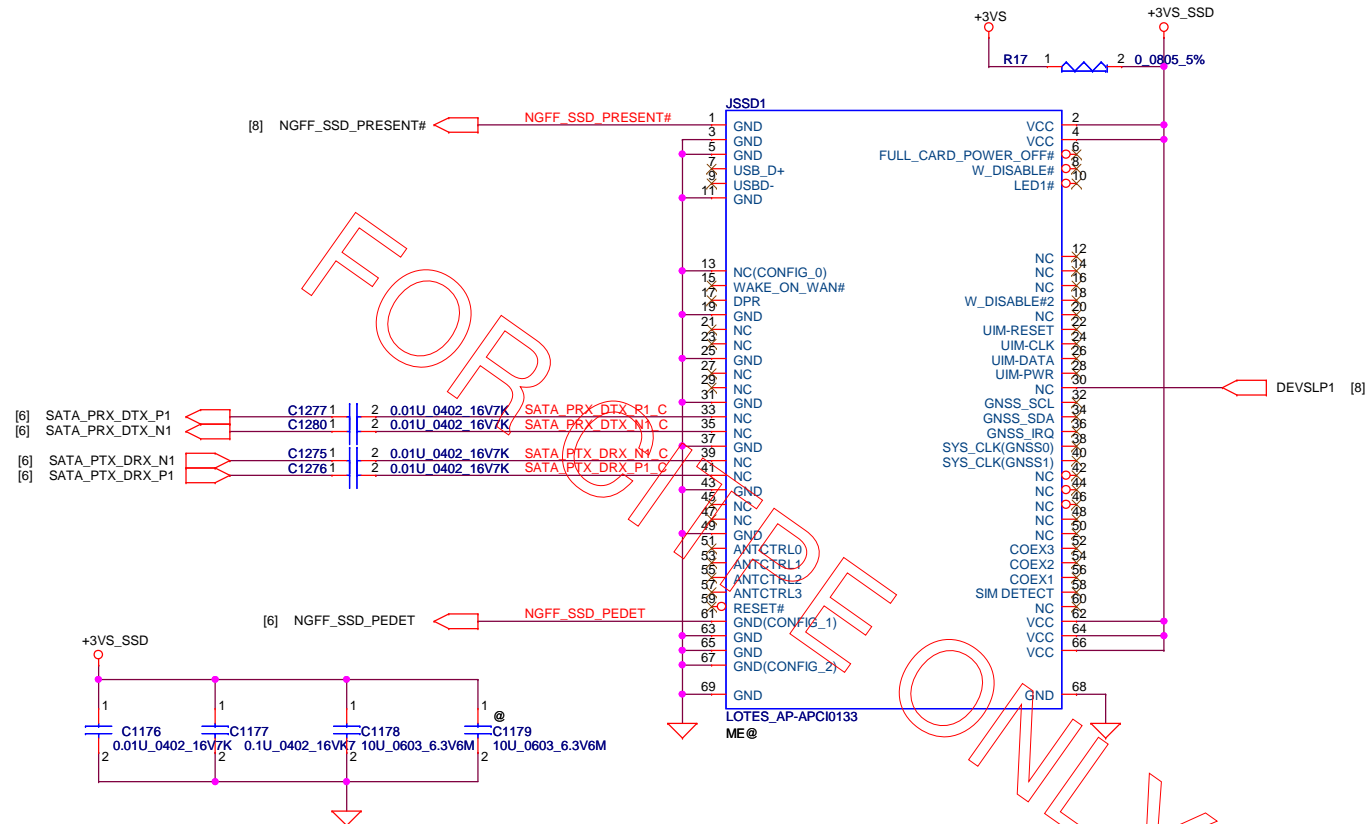 +3VS
+3VS_SSD
R17 1 2 0_0805_5%
JSSD1
[8] NGFF_SSD_PRESENT#
NGFF_SSD_PRESENT#
1 GND
3 GND
5 GND
7 USB_D+
9 USBD-
11 GND
13 NC(CONFIG_0)
15 WAKE_ON_WAN#
17 DPR
19 GND
21 NC
23 NC
25 GND
27 NC
29 NC
31 GND
33 NC
35 NC
37 GND
39 NC
41 NC
43 GND
45 NC
47 NC
49 GND
51 ANTCTRL0
53 ANTCTRL1
55 ANTCTRL2
57 ANTCTRL3
59 RESET#
61 GND(CONFIG_1)
63 GND
65 GND
67 GND(CONFIG_2)
69 GND
VCC 2
VCC 4
FULL_CARD_POWER_OFF# 6
W_DISABLE# 8
LED1# 10
NC 12
NC 14
NC 16
W_DISABLE#2 18
NC 20
UIM-RESET 22
UIM-CLK 24
UIM-DATA 26
UIM-PWR 28
NC 30
GNSS_SCL 32
GNSS_SDA 34
GNSS_IRQ 36
SYS_CLK(GNSS0) 38
SYS_CLK(GNSS1) 40
NC 42
NC 44
NC 46
NC 48
NC 50
COEX3 52
COEX2 54
COEX1 56
SIM DETECT 58
NC 60
VCC 62
VCC 64
VCC 66
GND 68
DEVSLP1 [8]
[6] SATA_PRX_DTX_P1 C1277 1 2 0.01U_0402_16V7K SATA_PRX_DTX_P1_C
[6] SATA_PRX_DTX_N1 C1280 1 2 0.01U_0402_16V7K SATA_PRX_DTX_N1_C
[6] SATA_PTX_DRX_N1 C1275 1 2 0.01U_0402_16V7K SATA_PTX_DRX_N1_C
[6] SATA_PTX_DRX_P1 C1276 1 2 0.01U_0402_16V7K SATA_PTX_DRX_P1_C
[6] NGFF_SSD_PEDET
NGFF_SSD_PEDET
LOTES_AP-APCI0133
ME@
+3VS_SSD
1 C1176 0.01U_0402_16V7K 2
1 C1177 0.1U_0402_16VK7 2
1 C1178 10U_0603_6.3V6M 2
1 @ C1179 10U_0603_6.3V6M 2
FOR
ONLY